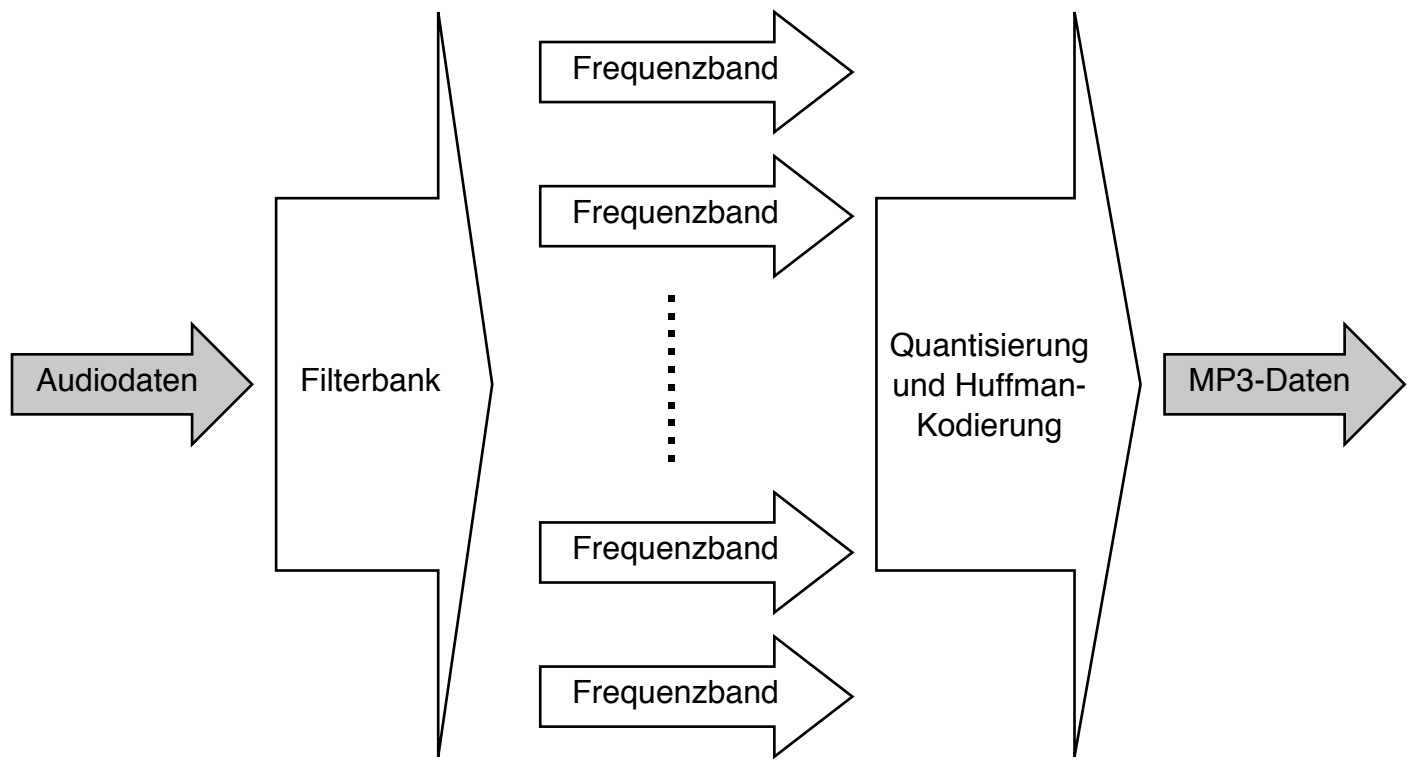 Audiodaten
Filterbank
Frequenzband
Frequenzband
Frequenzband
Frequenzband
Quantisierung
und Huffman-
Kodierung
MP3-Daten